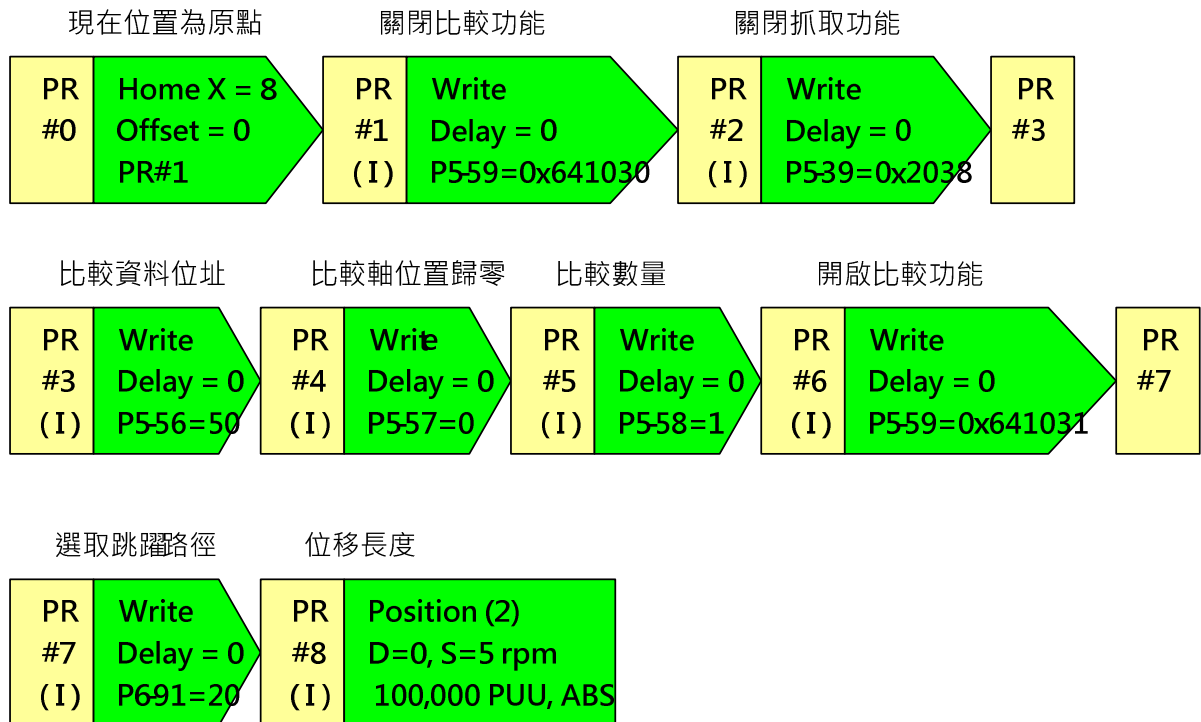 現在位置為原點 關閉比較功能 關閉抓取功能
PR Home X = 8 PR Write PR Write PR
#0 Offset = 0 #1 Delay = 0 #2 Delay = 0 #3
PR#1 (I) P5-59=0x641030 (I) P5-39=0x2038
比較資料位址 比較軸位置歸零 比較數量 開啟比較功能
PR Write PR Write PR Write PR Write PR
#3 Delay = 0 #4 Delay = 0 #5 Delay = 0 #6 Delay = 0 #7
(I) P5-56=50 (I) P5-57=0 (I) P5-58=1 (I) P5-59=0x641031
選取跳躍路徑 位移長度
PR Write PR Position (2)
#7 Delay = 0 #8 D=0, S=5 rpm
(I) P6-91=20 (I) 100,000 PUU, ABS